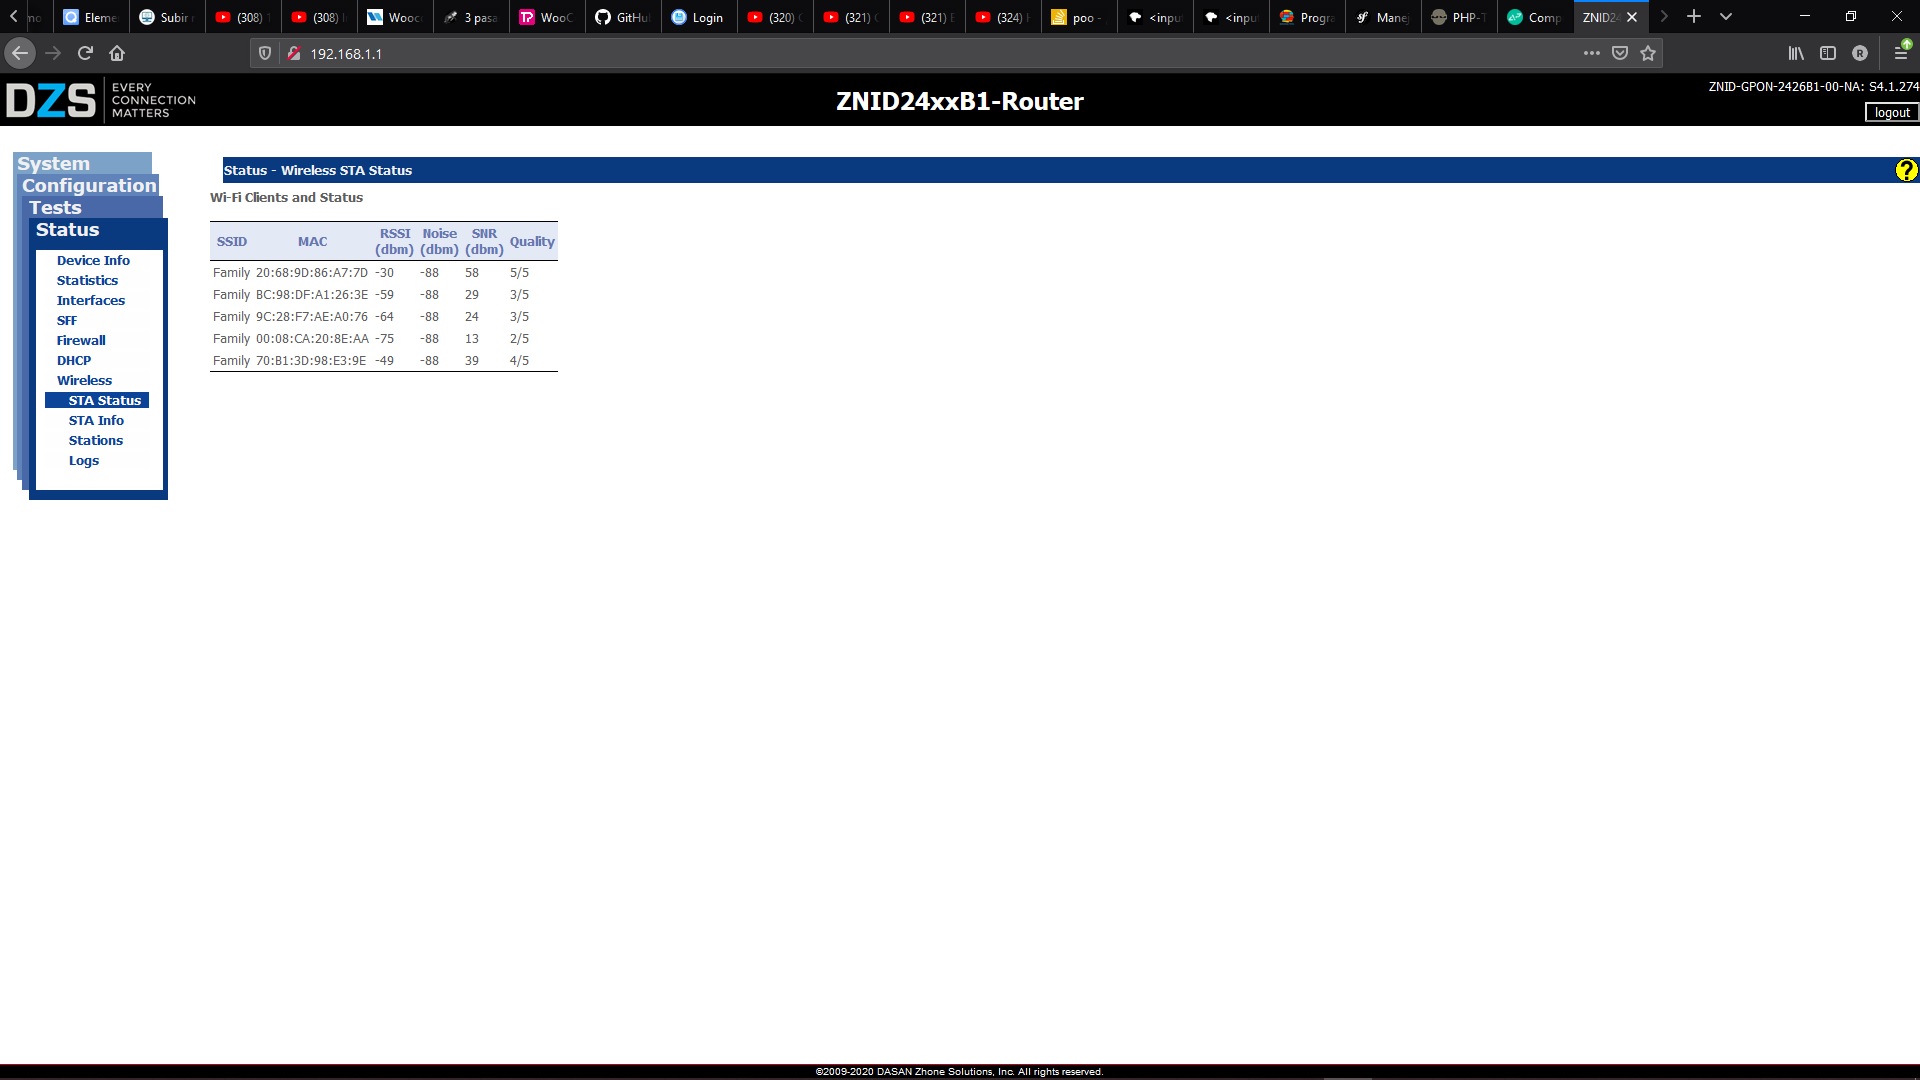 Eleme
Subir
(308)
(308)
Wooc
3 pasa
WooC
GitHu
Login
(320)
(321)
(321)
(324)
poo -
<inpu
<inpu
Progra
Mane
PHP-
Comp
ZNID2
192.168.1.1
DZS
EVERY
CONNECTION
MATTERS
ZNID24xxB1-Router
ZNID-GPON-2426B1-00-NA: S4.1.274
logout
System
Configuration
Tests
Status
Device Info
Statistics
Interfaces
SFF
Firewall
DHCP
Wireless
STA Status
STA Info
Stations
Logs
Status - Wireless STA Status
?
Wi-Fi Clients and Status
SSID MAC RSSI (dbm) Noise (dbm) SNR (dbm) Quality
Family 20:68:9D:86:A7:7D -30 -88 58 5/5
Family BC:98:DF:A1:26:3E -59 -88 29 3/5
Family 9C:28:F7:AE:A0:76 -64 -88 24 3/5
Family 00:08:CA:20:8E:AA -75 -88 13 2/5
Family 70:B1:3D:98:E3:9E -49 -88 39 4/5
©2009-2020 DASAN Zhone Solutions, Inc. All rights reserved.